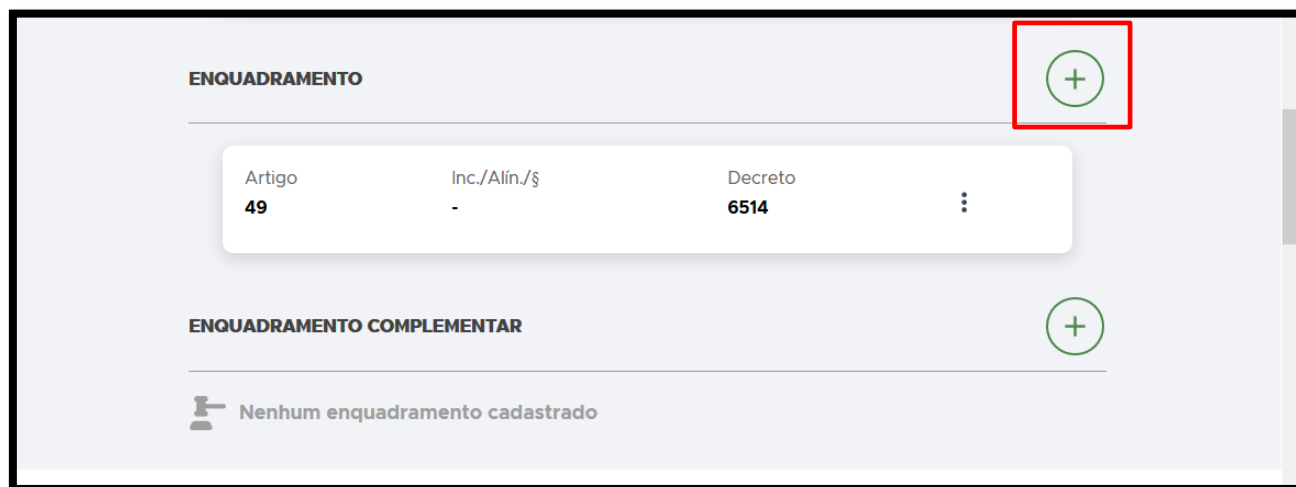 ENQUADRAMENTO
+
Artigo Inc./Alín./§ Decreto
49 - 6514
ENQUADRAMENTO COMPLEMENTAR
+
Nenhum enquadramento cadastrado